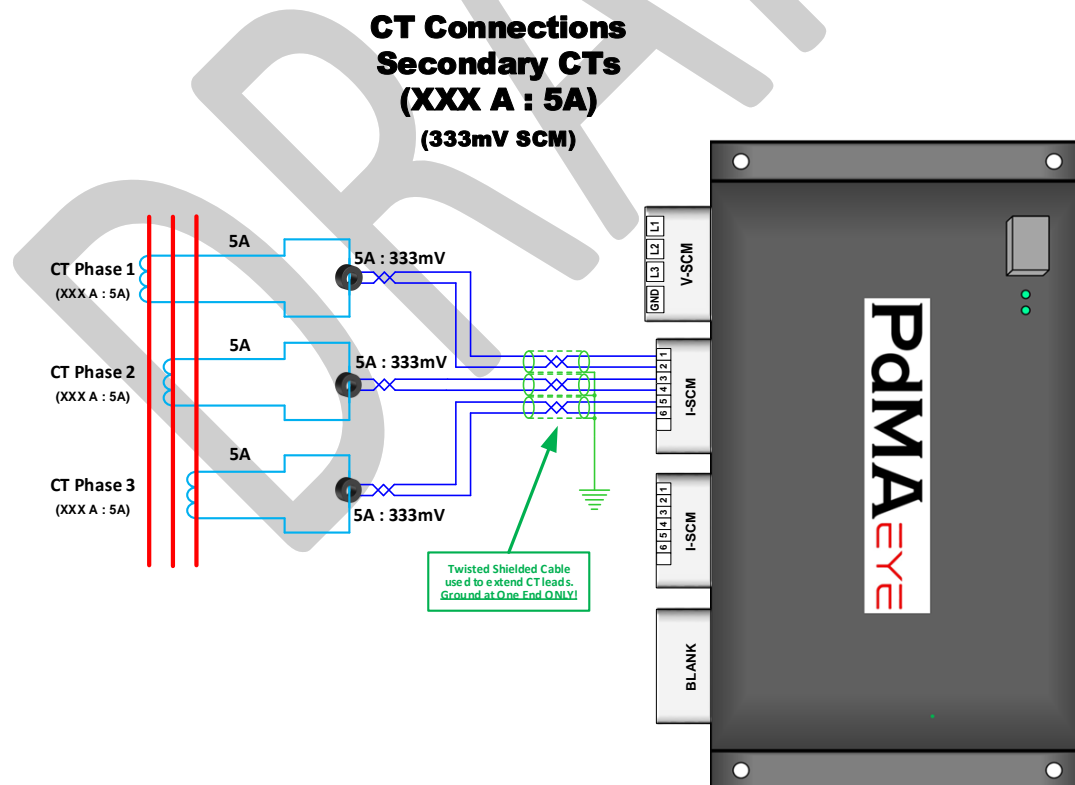 CT Connections
Secondary CTs
(XXX A : 5A)
(333mV SCM)
DRA
5A
CT Phase 1
(XXX A : 5A)
5A : 333mV
5A
CT Phase 2
(XXX A : 5A)
5A : 333mV
5A
CT Phase 3
(XXX A : 5A)
5A : 333mV
Twisted Shielded Cable
used to extend CT leads.
Ground at One End ONLY!
L1
L2
L3
GND
V-SCM
1
2
3
4
5
6
I-SCM
1
2
3
4
5
6
I-SCM
BLANK
PdMA EYE